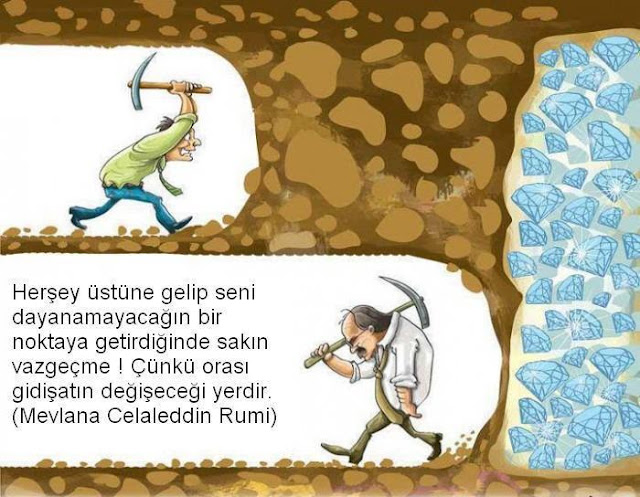 Herşey üstüne gelip seni
dayanamayacağın bir
noktaya getirdiğinde sakın
vazgeçme ! Çünkü orası
gidişatın değişeceği yerdir.
(Mevlana Celaleddin Rumi)